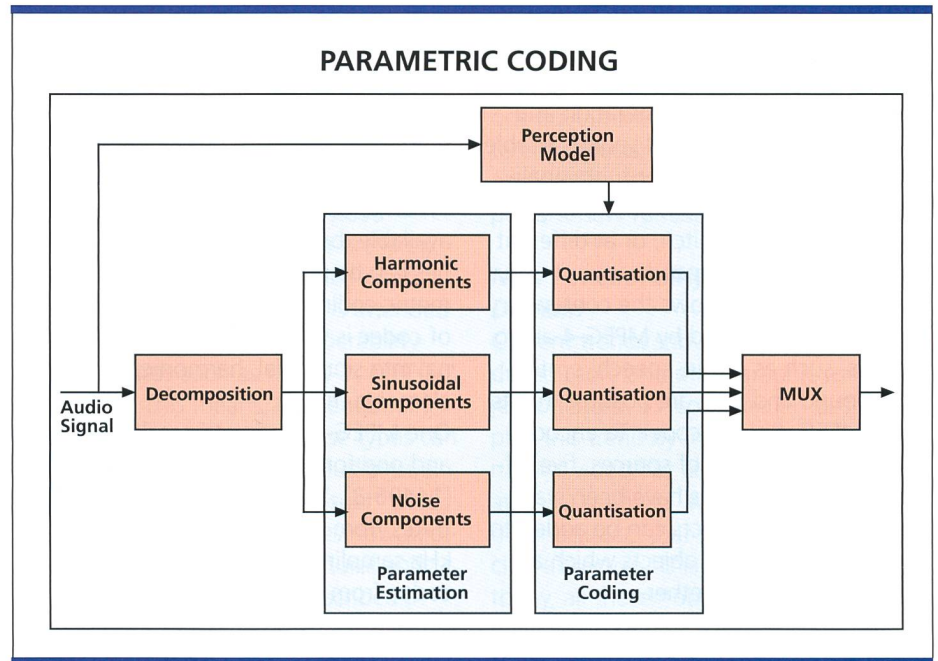 PARAMETRIC CODING
Perception
Model
Harmonic
Components
Quantisation
Decomposition
Sinusoidal
Components
Quantisation
MUX
Audio
Signal
Noise
Components
Quantisation
Parameter
Estimation
Parameter
Coding